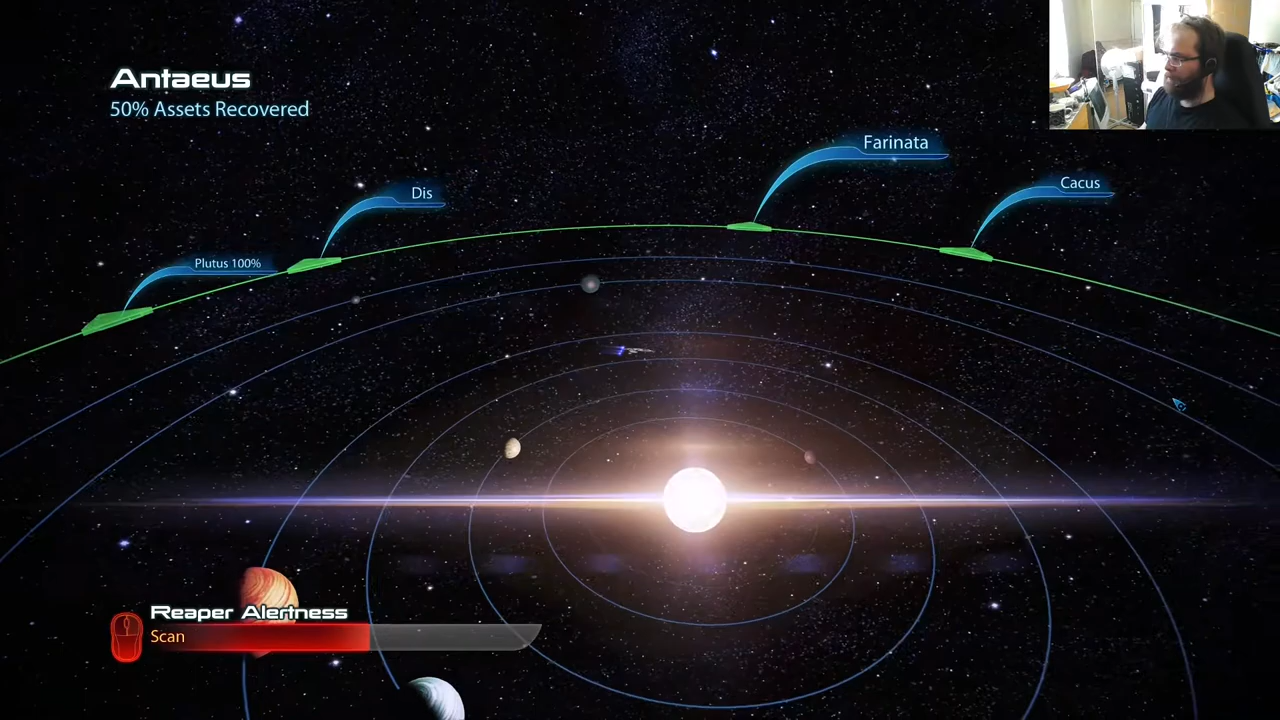 Antaeus
50% Assets Recovered
Farinata
Cacus
Dis
Plutus 100%
Reaper Alertness
Scan